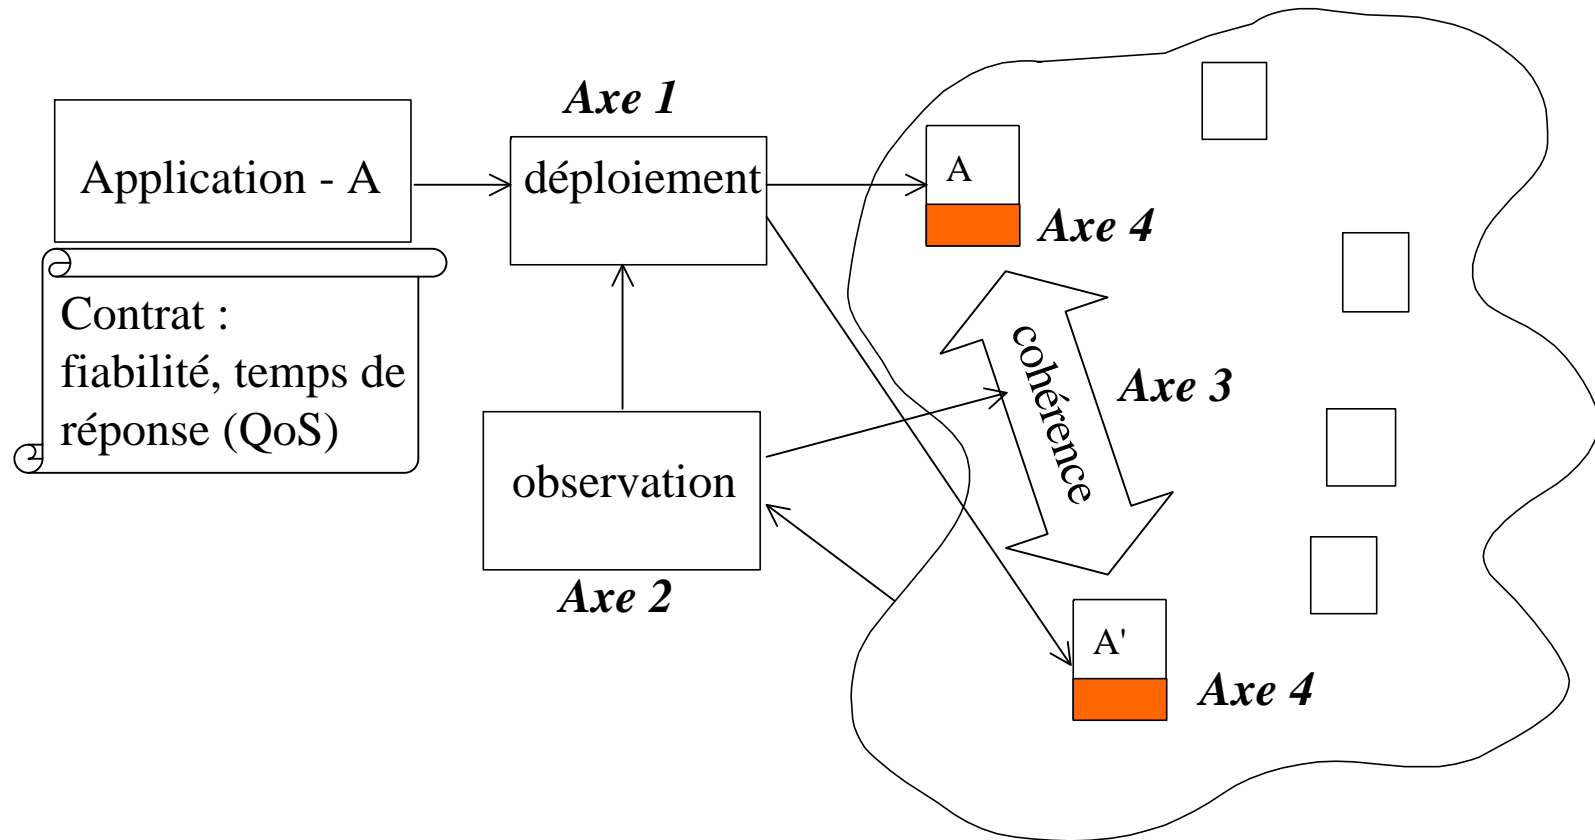 Axe 1
Application - A
déploiement
A
Axe 4
Contrat :
fiabilité, temps de
réponse (QoS)
cohérence
Axe 3
observation
Axe 2
A'
Axe 4